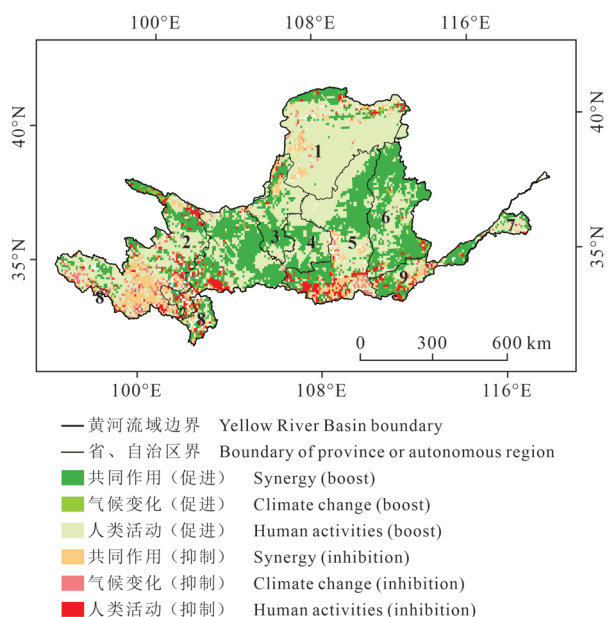 100°E 108°E 116°E
40°N 40°N
35°N 35°N
1
2
3
4
5
6
7
8
8
9
0 300 600 km
100°E 108°E 116°E
黄河流域边界 Yellow River Basin boundary
省、自治区界 Boundary of province or autonomous region
共同作用（促进） Synergy (boost)
气候变化（促进） Climate change (boost)
人类活动（促进） Human activities (boost)
共同作用（抑制） Synergy (inhibition)
气候变化（抑制） Climate change (inhibition)
人类活动（抑制） Human activities (inhibition)